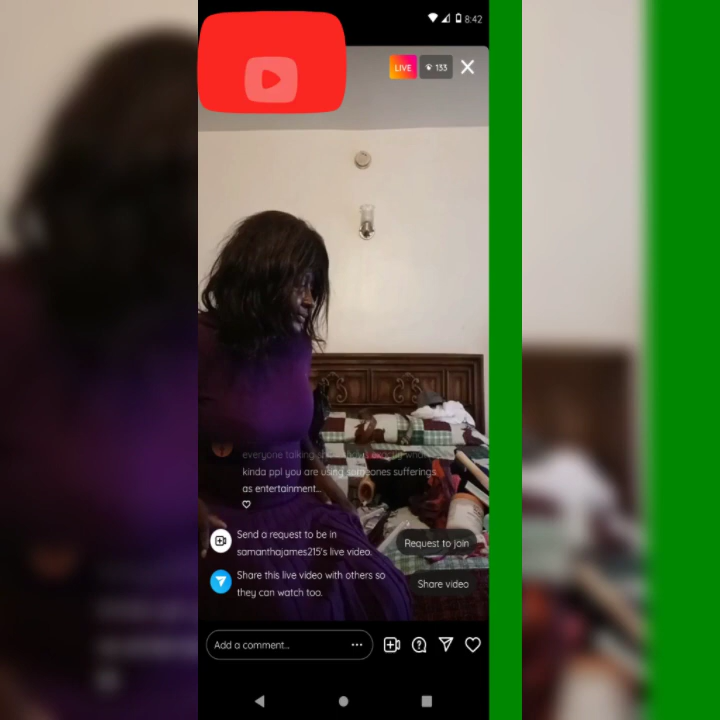 8:42
LIVE
133
everyone talking
kinda ppl you are using someones sufferings
as entertainment...
Send a request to be in
samanthajames215's live video.
Request to join
Share this live video with others so
they can watch too.
Share video
Add a comment...